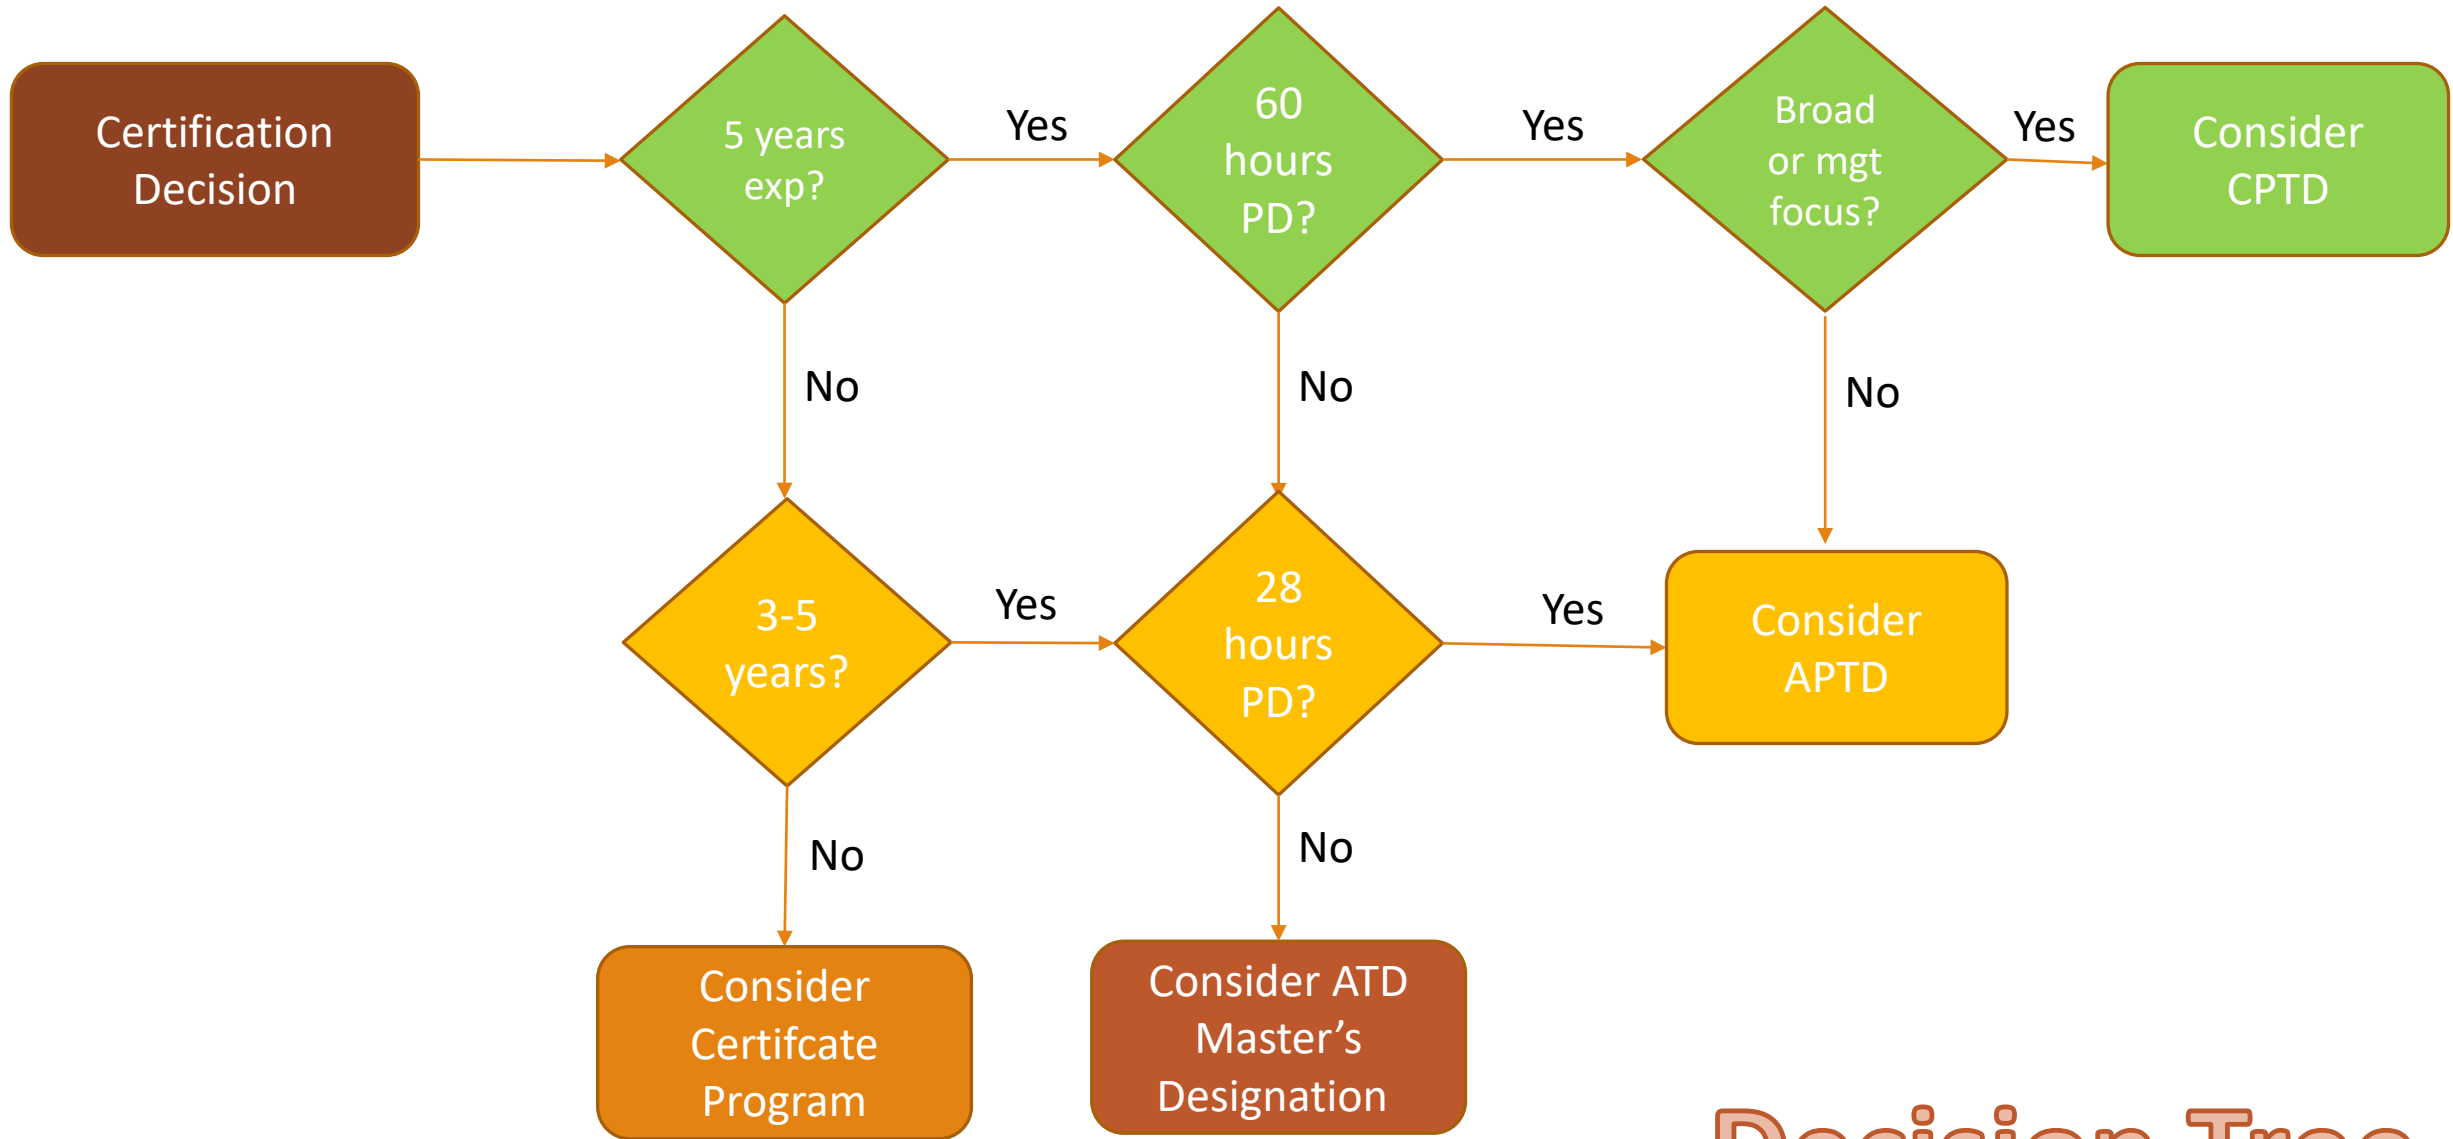 Certification
Decision
5 years
exp?
Yes
60
hours
PD?
Yes
Broad
or mgt
focus?
Yes
Consider
CPTD
No
No
No
3-5
years?
Yes
28
hours
PD?
Yes
Consider
APTD
No
No
Consider
Certifcate
Program
Consider ATD
Master’s
Designation
Decision Tree